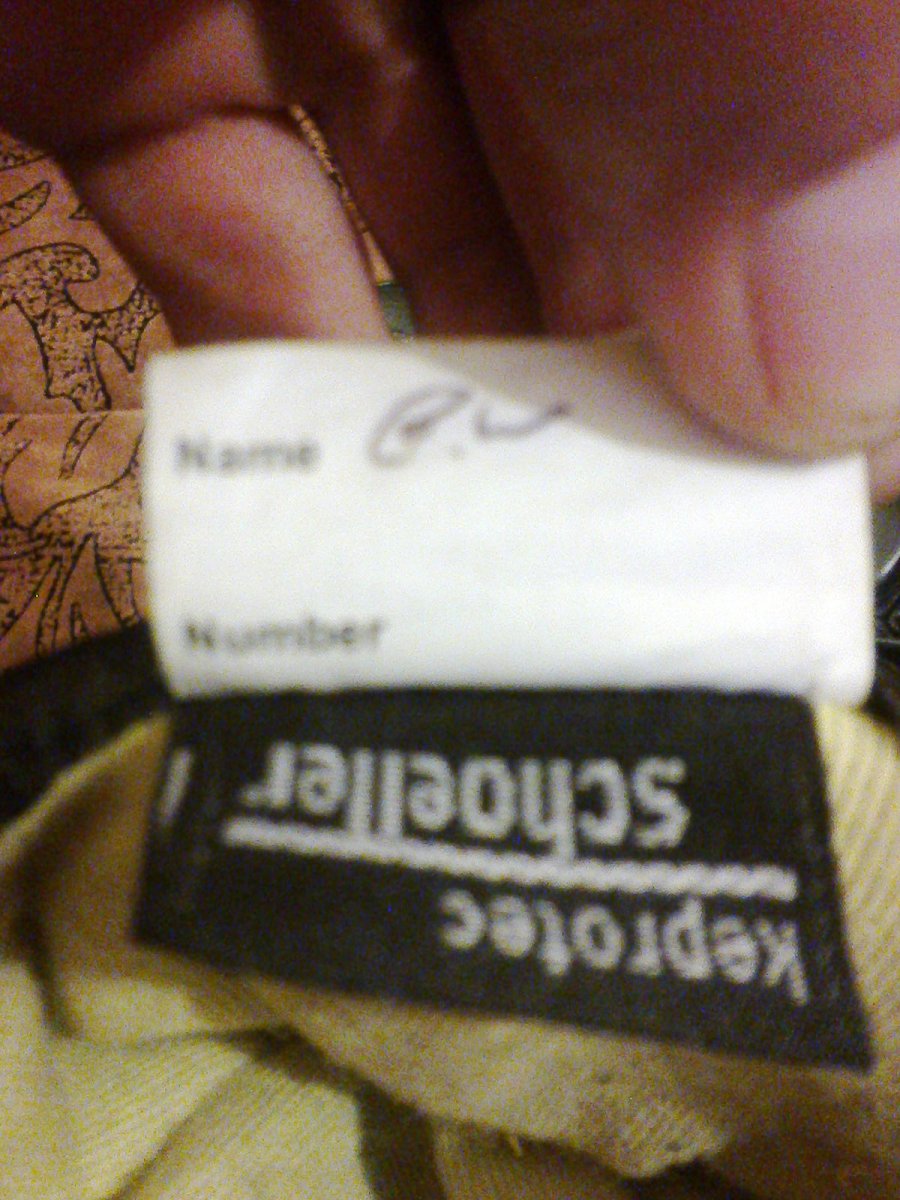 Name P.W
Number
keprotec
schoeller